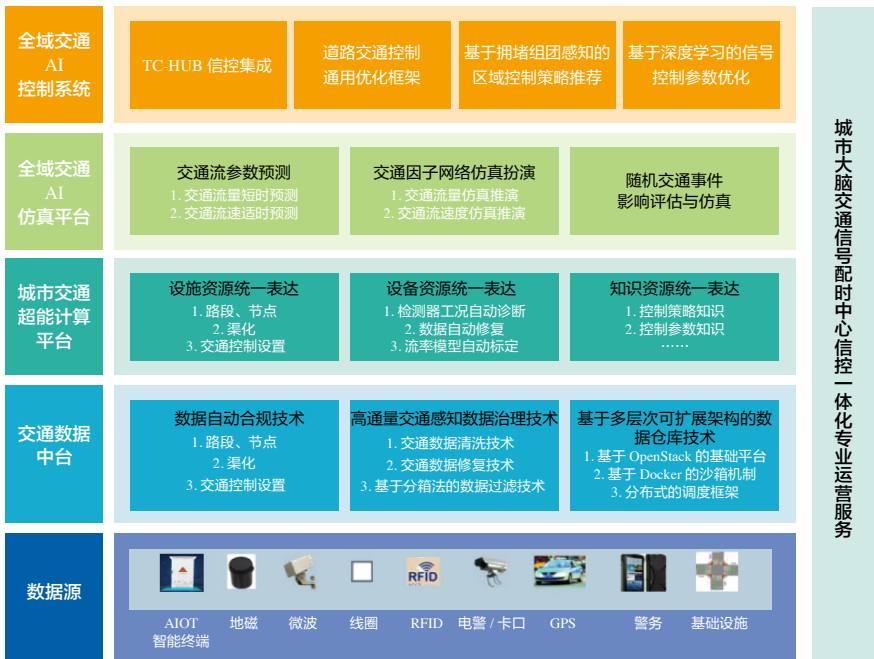 全域交通
AI
控制系统
TC-HUB 信控集成
道路交通控制
通用优化框架
基于拥堵组团感知的
区域控制策略推荐
基于深度学习的信号
控制参数优化
全域交通
AI
仿真平台
交通流参数预测
1. 交通流量短时预测
2. 交通流速适时预测
交通因子网络仿真扮演
1. 交通流量仿真推演
2. 交通流速度仿真推演
随机交通事件
影响评估与仿真
城市交通
超能计算
平台
设施资源统一表达
1. 路段、节点
2. 渠化
3. 交通控制设置
设备资源统一表达
1. 检测器工况自动诊断
2. 数据自动修复
3. 流率模型自动标定
知识资源统一表达
1. 控制策略知识
2. 控制参数知识
……
交通数据
中台
数据自动合规技术
1. 路段、节点
2. 渠化
3. 交通控制设置
高通量交通感知数据治理技术
1. 交通数据清洗技术
2. 交通数据修复技术
3. 基于分箱法的数据过滤技术
基于多层次可扩展架构的数
据仓库技术
1. 基于 OpenStack 的基础平台
2. 基于 Docker 的沙箱机制
3. 分布式的调度框架
数据源
RFID
AIOT
智能终端
地磁
微波
线圈
RFID
电警 / 卡口
GPS
警务
基础设施
城市大脑交通信号配时中心信控一体化专业运营服务